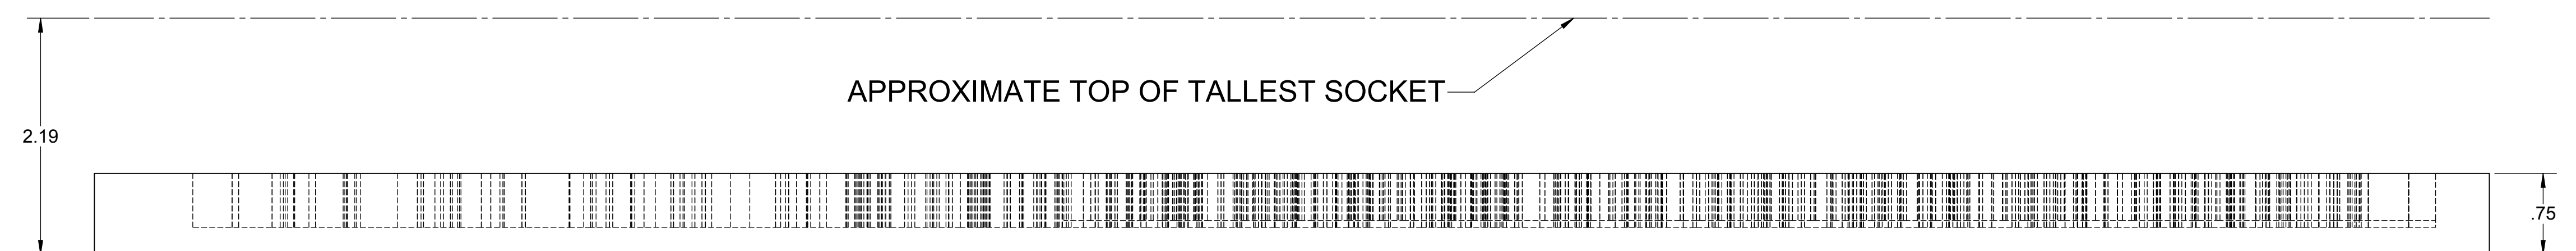 APPROXIMATE TOP OF TALLEST SOCKET
2.19
.75